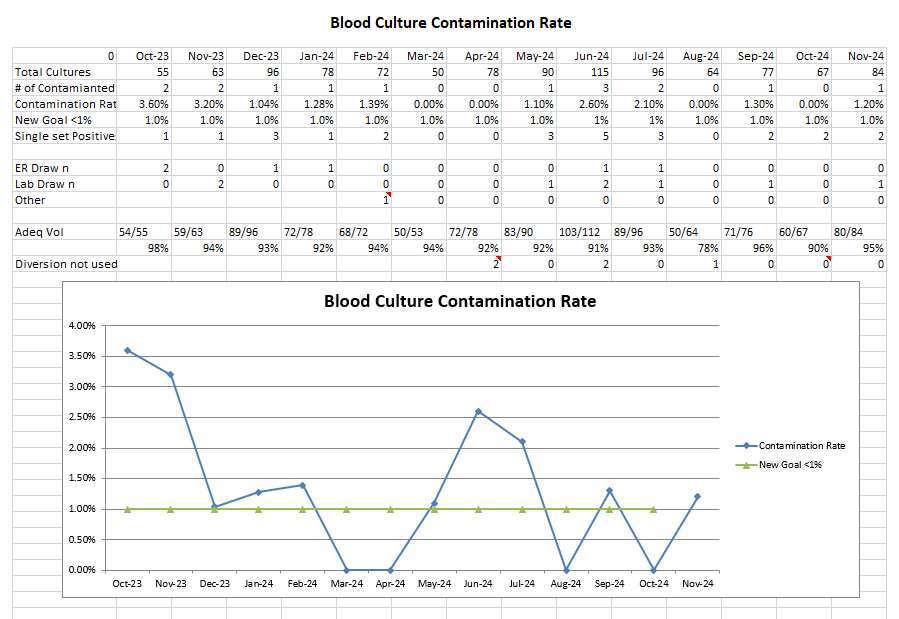 Blood Culture Contamination Rate
0 Oct-23 Nov-23 Dec-23 Jan-24 Feb-24 Mar-24 Apr-24 May-24 Jun-24 Jul-24 Aug-24 Sep-24 Oct-24 Nov-24
Total Cultures 55 63 96 78 72 50 78 90 115 96 64 77 67 84
# of Contamianted 2 2 1 1 1 0 0 1 3 2 0 1 0 1
Contamination Rat 3.60% 3.20% 1.04% 1.28% 1.39% 0.00% 0.00% 1.10% 2.60% 2.10% 0.00% 1.30% 0.00% 1.20%
New Goal <1% 1.0% 1.0% 1.0% 1.0% 1.0% 1.0% 1.0% 1.0% 1% 1% 1.0% 1.0% 1.0% 1.0%
Single set Positive 1 1 3 1 2 0 0 3 5 3 0 2 2 2
ER Draw n 2 0 1 1 0 0 0 0 1 1 0 0 0 0
Lab Draw n 0 2 0 0 0 0 0 1 2 1 0 1 0 1
Other 1 0 0 0 0 0 0 0 0 0
Adeq Vol 54/55 59/63 89/96 72/78 68/72 50/53 72/78 83/90 103/112 89/96 50/64 71/76 60/67 80/84
98% 94% 93% 92% 94% 94% 92% 92% 91% 93% 78% 96% 90% 95%
Diversion not used 2 0 2 0 1 0 0 0
Blood Culture Contamination Rate
4.00%
3.50%
3.00%
2.50%
2.00%
1.50%
1.00%
0.50%
0.00%
Oct-23 Nov-23 Dec-23 Jan-24 Feb-24 Mar-24 Apr-24 May-24 Jun-24 Jul-24 Aug-24 Sep-24 Oct-24 Nov-24
Contamination Rate
New Goal <1%